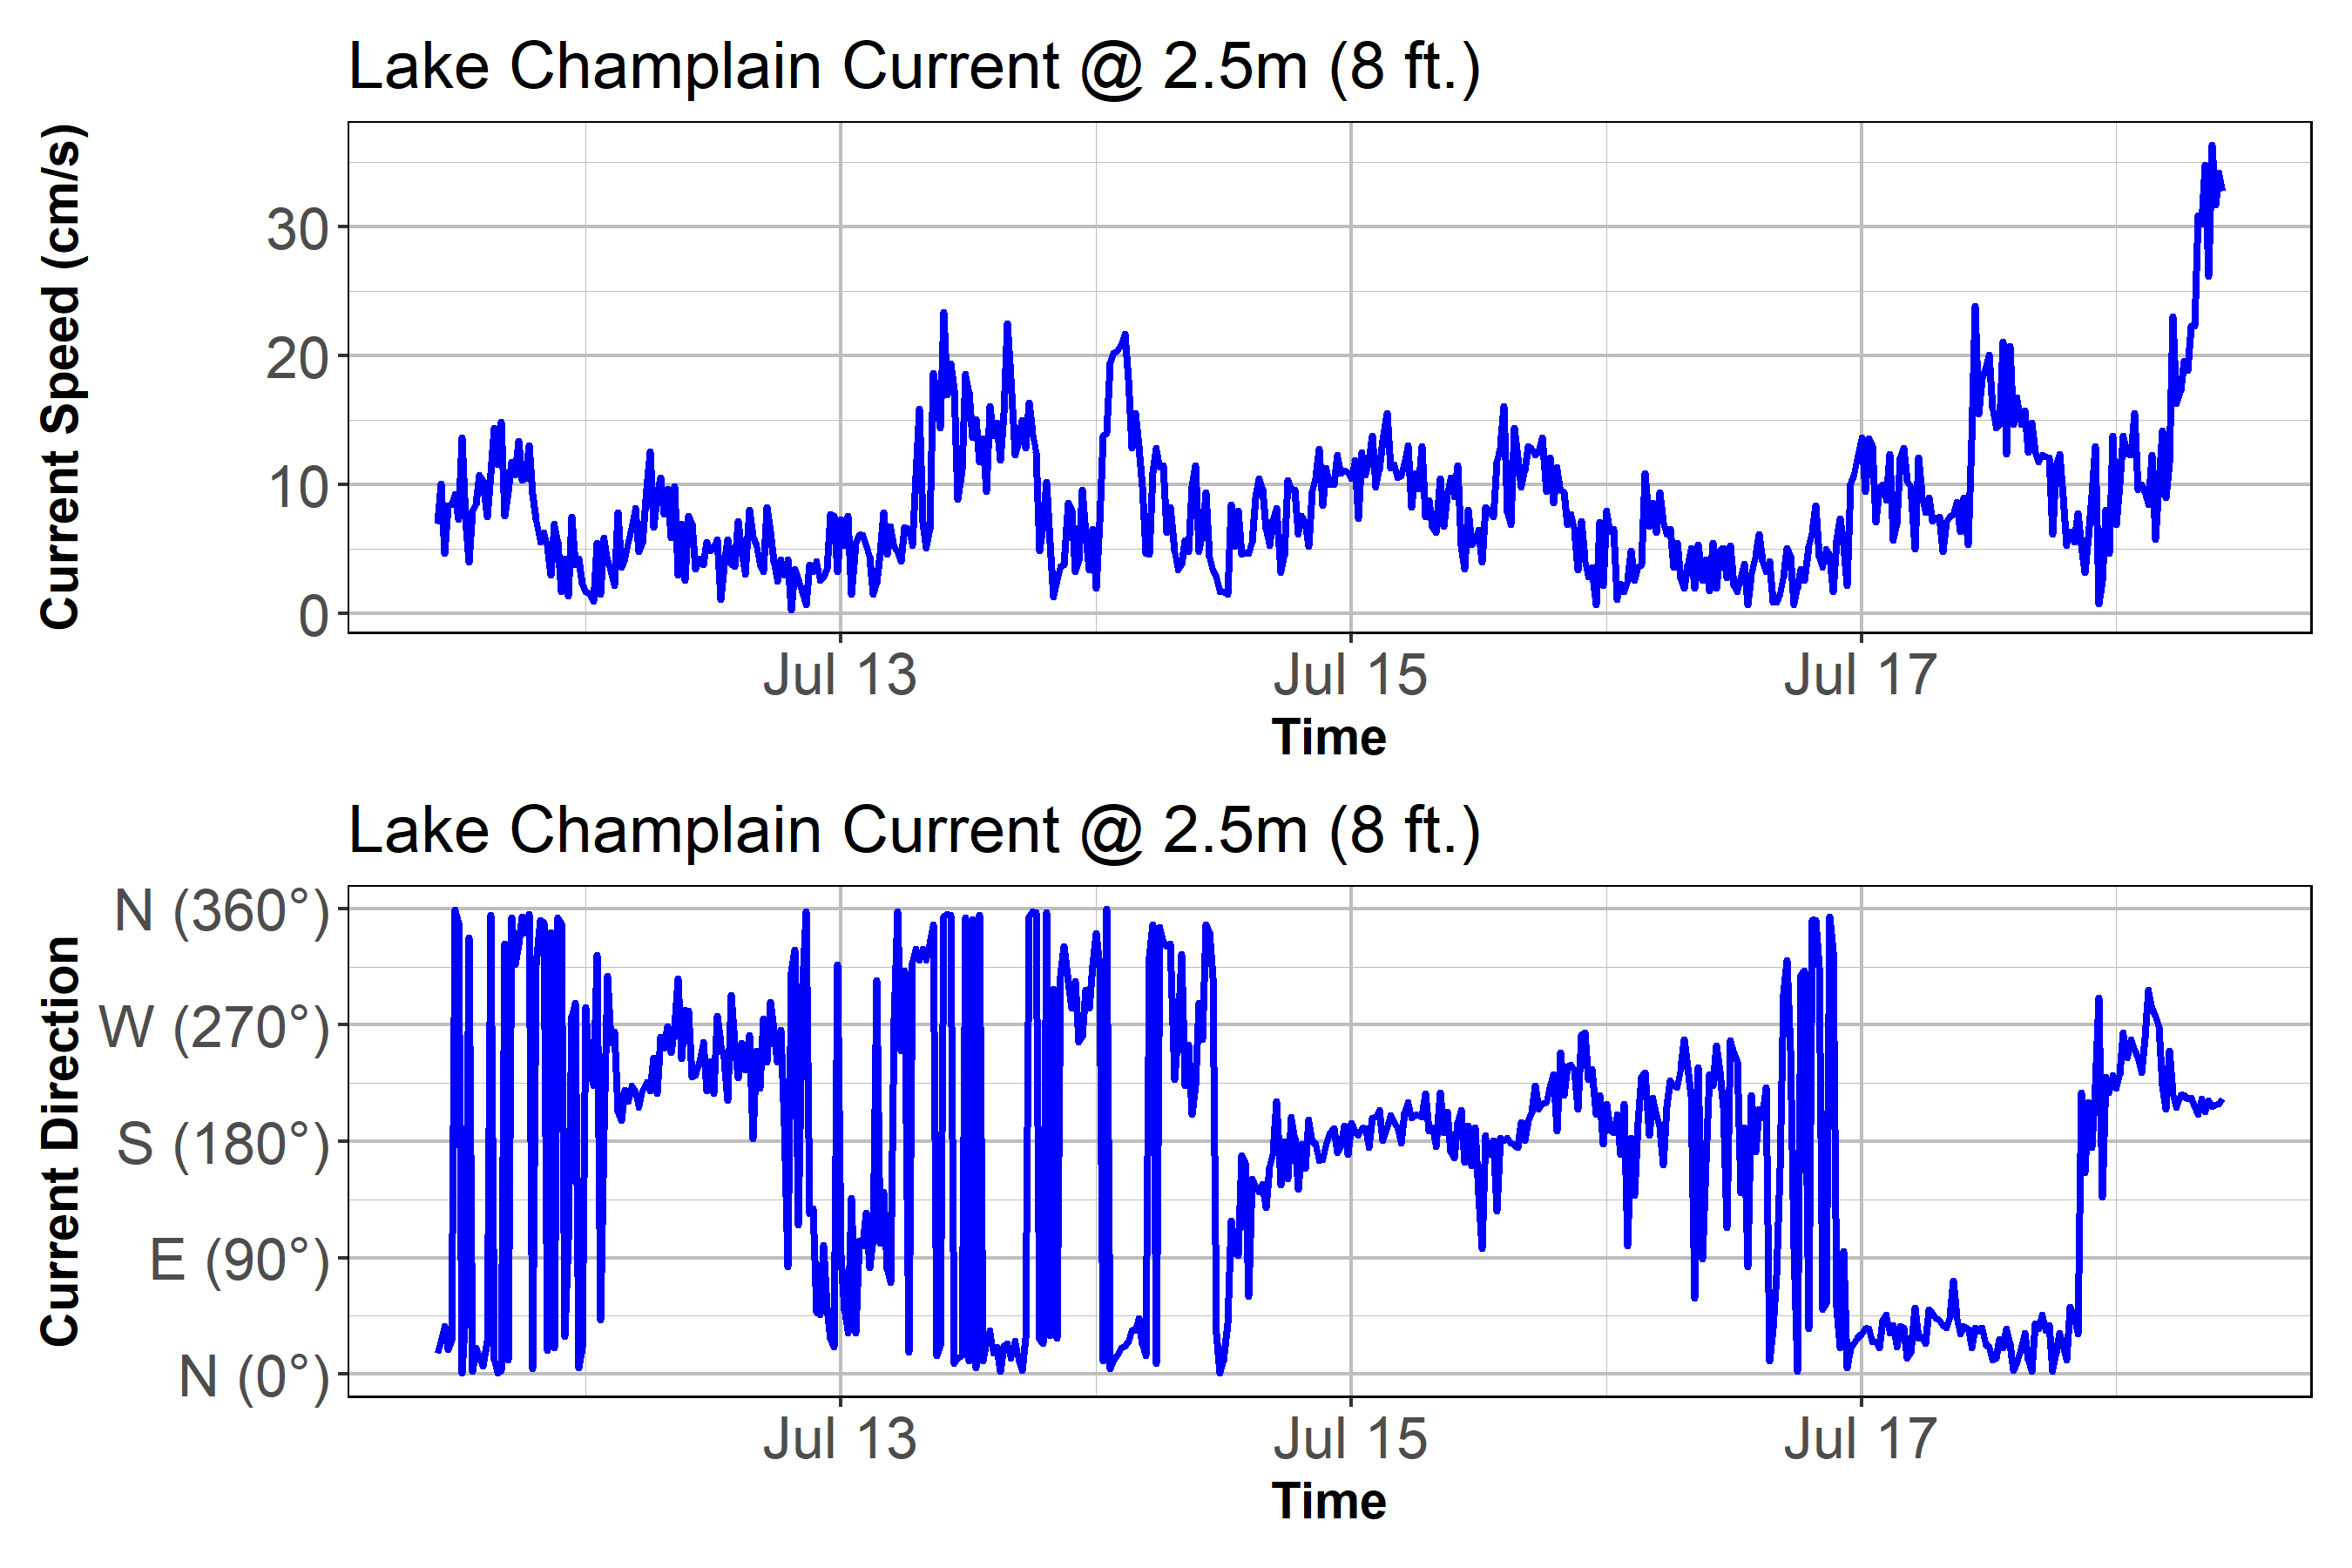 Lake Champlain Current @ 2.5m (8 ft.)
Current Speed (cm/s)
30
20
10
0
Jul 13
Jul 15
Jul 17
Time
Lake Champlain Current @ 2.5m (8 ft.)
Current Direction
N (360°)
W (270°)
S (180°)
E (90°)
N (0°)
Jul 13
Jul 15
Jul 17
Time